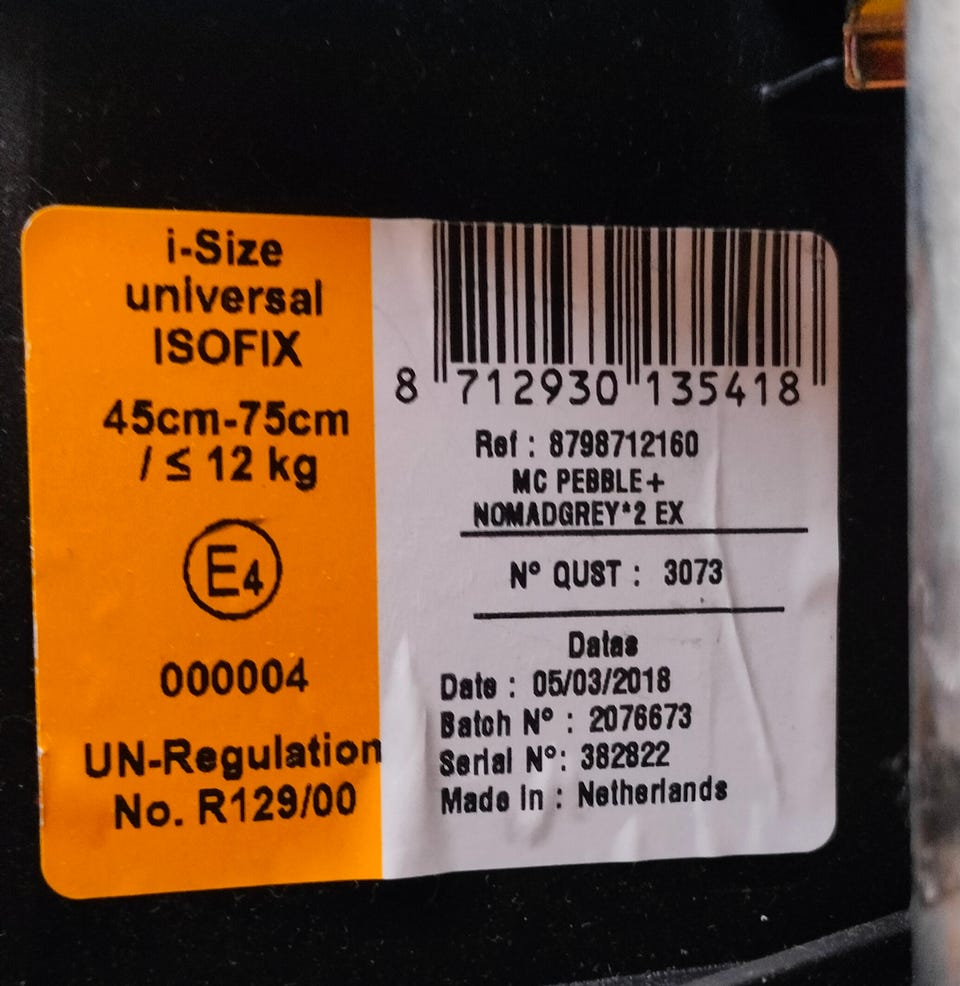 i-Size
universal
ISOFIX
45cm-75cm
/ ≤ 12 kg
E4
000004
UN-Regulation
No. R129/00
8 712930 135418
Ref : 8798712160
MC PEBBLE+
NOMADGREY*2 EX
N° QUST : 3073
Datas
Date : 05/03/2018
Batch N° : 2076673
Serial N°: 382822
Made In : Netherlands